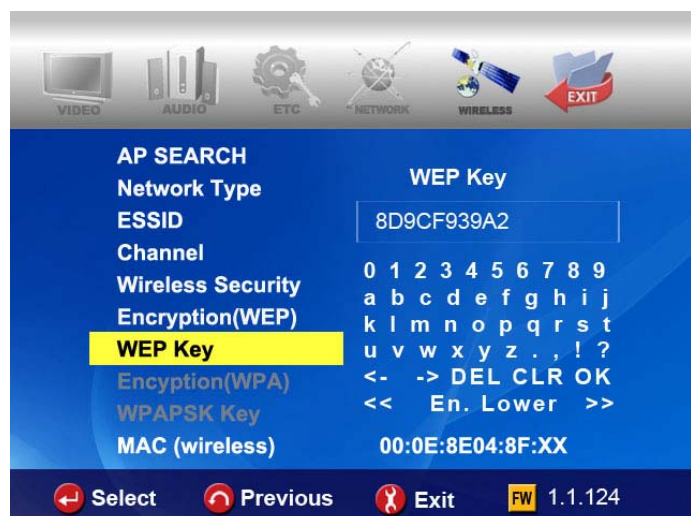 VIDEO AUDIO ETC NETWORK WIRELESS EXIT
AP SEARCH
Network Type
ESSID
Channel
Wireless Security
Encryption(WEP)
WEP Key
Encyption(WPA)
WPAPSK Key
MAC (wireless)
WEP Key
8D9CF939A2
0 1 2 3 4 5 6 7 8 9
a b c d e f g h i j
k l m n o p q r s t
u v w x y z . , ! ?
<- -> DEL CLR OK
<< En. Lower >>
00:0E:8E04:8F:XX
Select Previous Exit FW 1.1.124